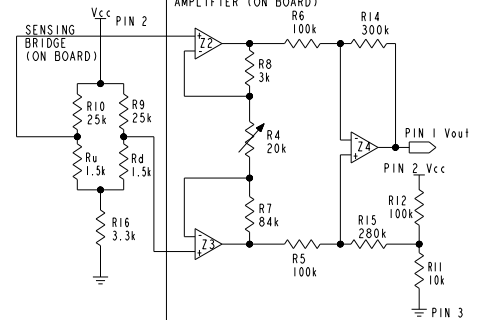 AMPLIFIER (ON BOARD)
Vcc
PIN 2
SENSING
BRIDGE
(ON BOARD)
R10
25k
R9
25k
Ru
1.5k
Rd
1.5k
R16
3.3k
+
Z2
-
R8
3k
R4
20k
R7
84k
-
Z3
+
R6
100k
R14
300k
R5
100k
R15
280k
-
Z4
+
PIN 1 Vout
PIN 2 Vcc
R12
100k
R11
10k
PIN 3